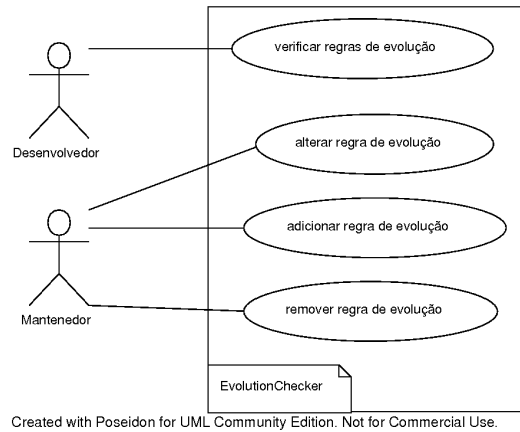 verificar regras de evolução
Desenvolvedor
alterar regra de evolução
adicionar regra de evolução
remover regra de evolução
Mantenedor
EvolutionChecker
Created with Poseidon for UML Community Edition. Not for Commercial Use.